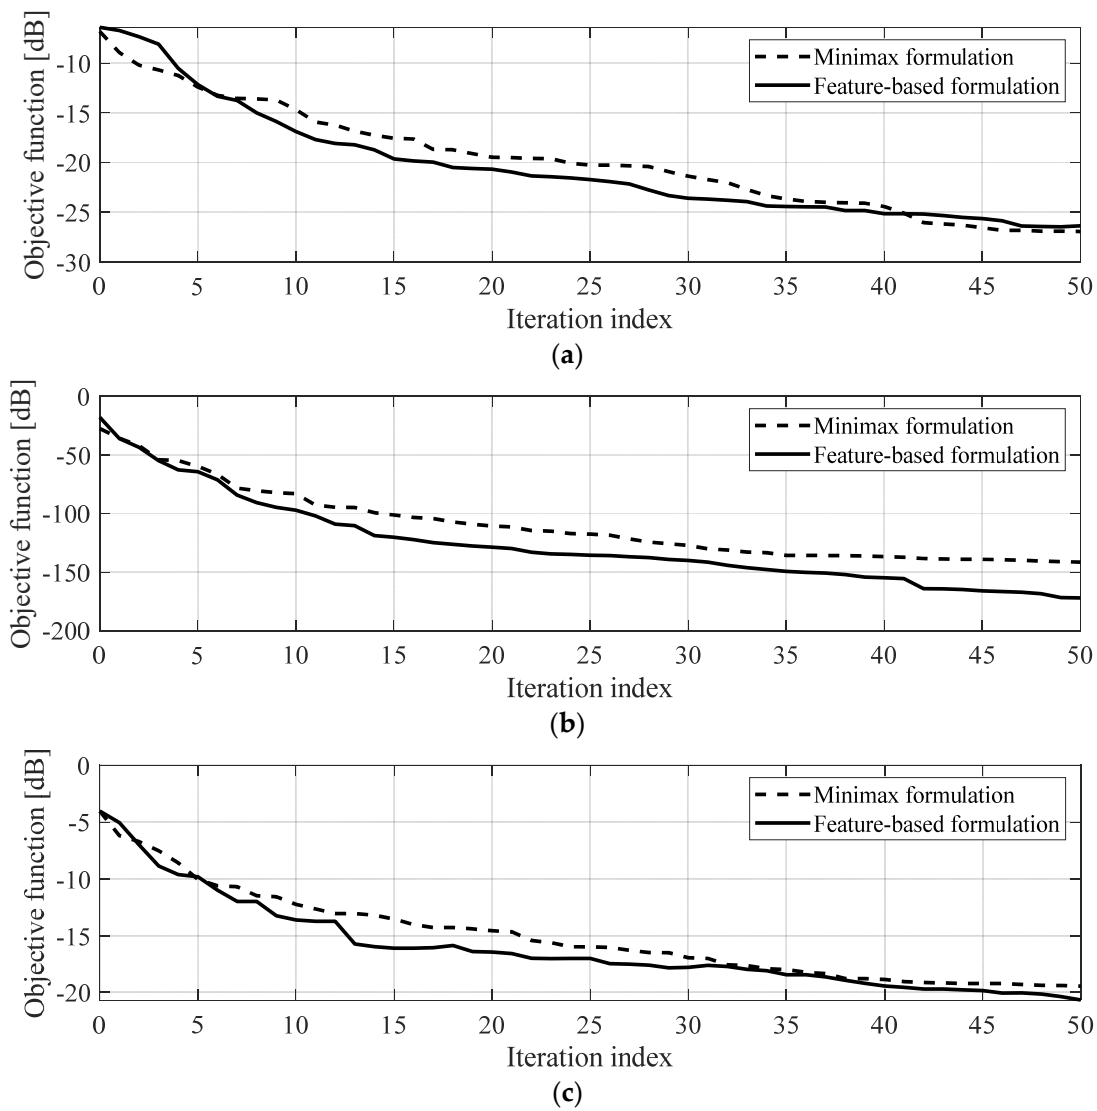 Objective function [dB]
-10
-15
-20
-25
-30
Minimax formulation
Feature-based formulation
0 5 10 15 20 25 30 35 40 45 50
Iteration index
(a)
Objective function [dB]
0
-50
-100
-150
-200
Minimax formulation
Feature-based formulation
0 5 10 15 20 25 30 35 40 45 50
Iteration index
(b)
Objective function [dB]
0
-5
-10
-15
-20
Minimax formulation
Feature-based formulation
0 5 10 15 20 25 30 35 40 45 50
Iteration index
(c)